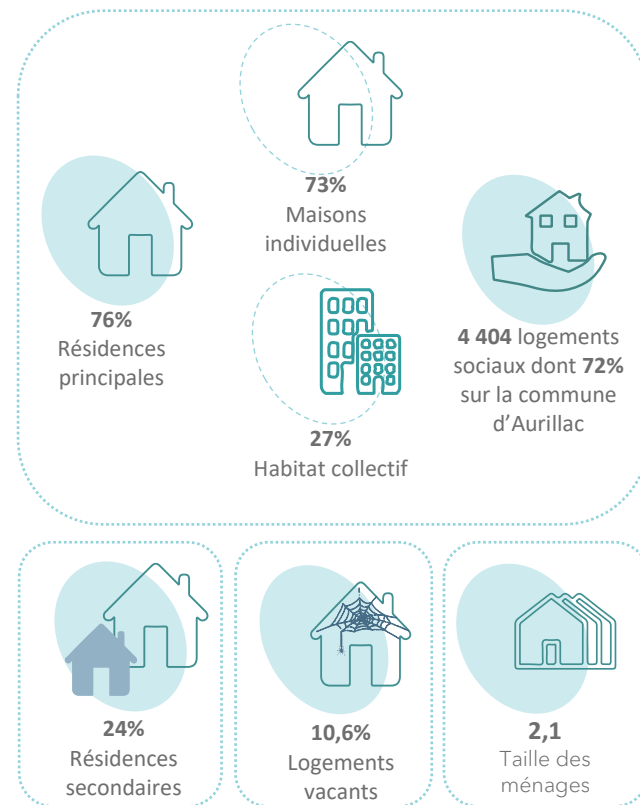 73%
Maisons
individuelles
76%
Résidences
principales
4 404 logements
sociaux dont 72%
sur la commune
d'Aurillac
27%
Habitat collectif
24%
Résidences
secondaires
10,6%
Logements
vacants
2,1
Taille des
ménages